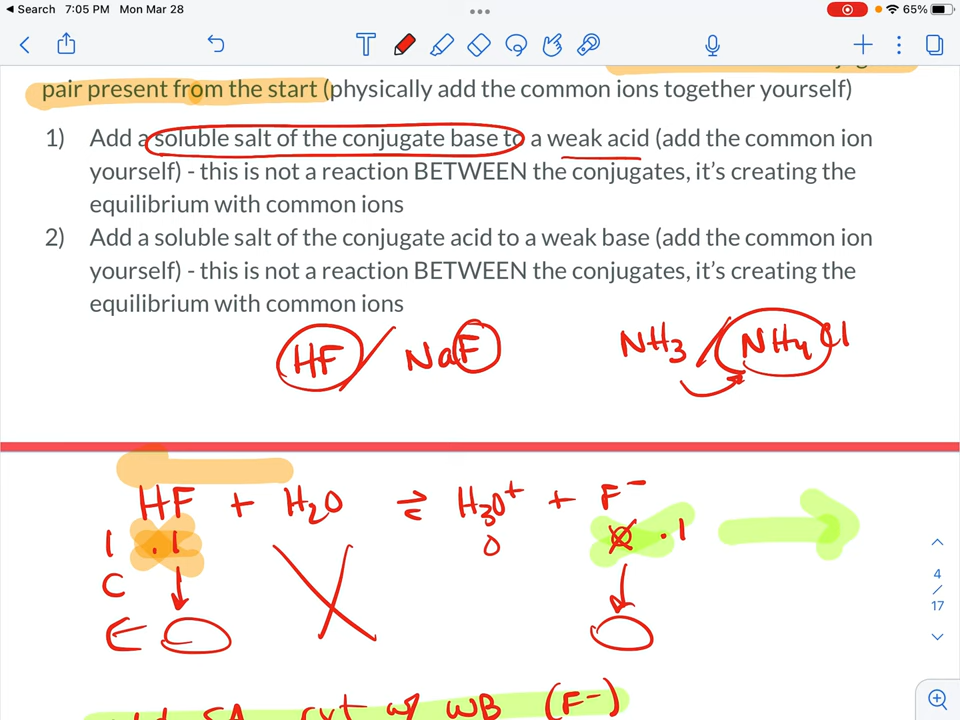 Search 7:05 PM Mon Mar 28 65%
pair present from the start (physically add the common ions together yourself)
1) Add a soluble salt of the conjugate base to a weak acid (add the common ion
yourself) - this is not a reaction BETWEEN the conjugates, it's creating the
equilibrium with common ions
2) Add a soluble salt of the conjugate acid to a weak base (add the common ion
yourself) - this is not a reaction BETWEEN the conjugates, it's creating the
equilibrium with common ions
HF / NaF NH3 / NH4Cl
HF + H2O ⇌ H3O+ + F-
I .1 0 0 .1
C
E
SA rxt w/ WB (F-)
4
/
17